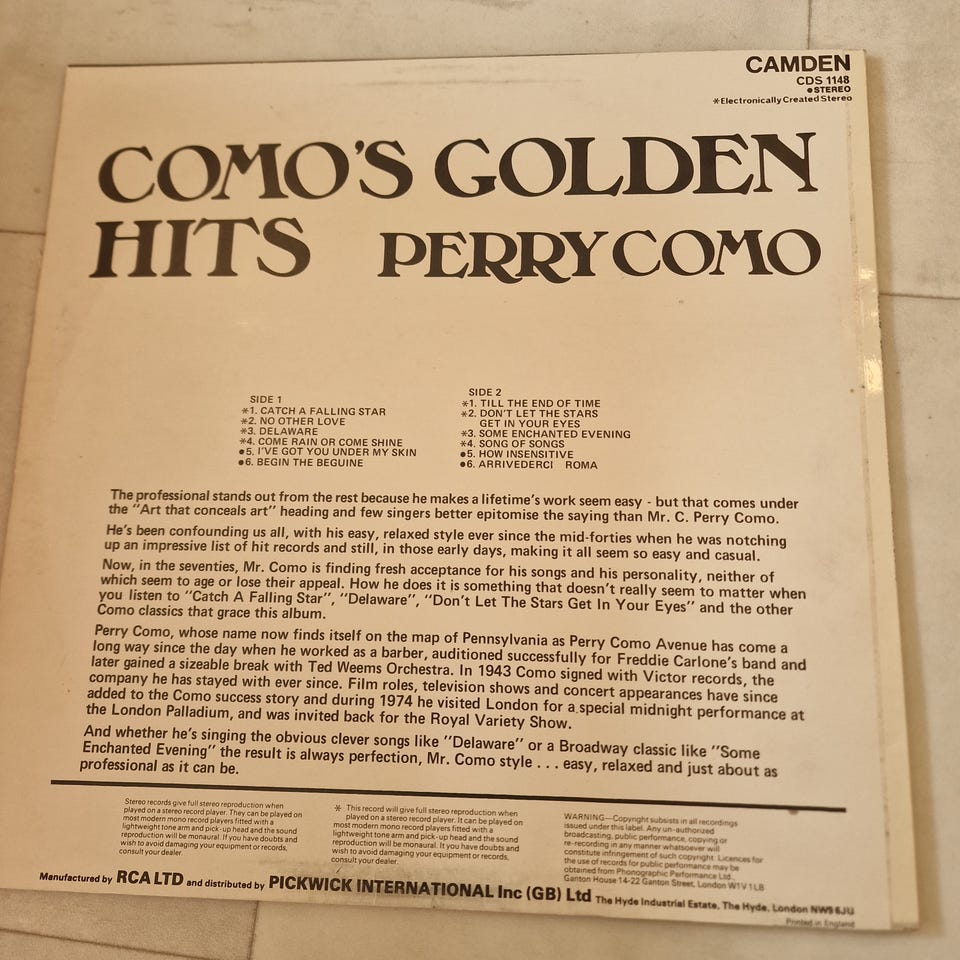 CAMDEN
CDS 1148
●STEREO
*Electronically Created Stereo
COMO'S GOLDEN
HITS PERRY COMO
SIDE 1
*1. CATCH A FALLING STAR
*2. NO OTHER LOVE
*3. DELAWARE
*4. COME RAIN OR COME SHINE
●5. I'VE GOT YOU UNDER MY SKIN
●6. BEGIN THE BEGUINE
SIDE 2
*1. TILL THE END OF TIME
*2. DON'T LET THE STARS
GET IN YOUR EYES
*3. SOME ENCHANTED EVENING
*4. SONG OF SONGS
●5. HOW INSENSITIVE
●6. ARRIVEDERCI ROMA
The professional stands out from the rest because he makes a lifetime's work seem easy - but that comes under
the "Art that conceals art" heading and few singers better epitomise the saying than Mr. C. Perry Como.
He's been confounding us all, with his easy, relaxed style ever since the mid-forties when he was notching
up an impressive list of hit records and still, in those early days, making it all seem so easy and casual.
Now, in the seventies, Mr. Como is finding fresh acceptance for his songs and his personality, neither of
which seem to age or lose their appeal. How he does it is something that doesn't really seem to matter when
you listen to "Catch A Falling Star", "Delaware", "Don't Let The Stars Get In Your Eyes" and the other
Como classics that grace this album.
Perry Como, whose name now finds itself on the map of Pennsylvania as Perry Como Avenue has come a
long way since the day when he worked as a barber, auditioned successfully for Freddie Carlone's band and
later gained a sizeable break with Ted Weems Orchestra. In 1943 Como signed with Victor records, the
company he has stayed with ever since. Film roles, television shows and concert appearances have since
added to the Como success story and during 1974 he visited London for a special midnight performance at
the London Palladium, and was invited back for the Royal Variety Show.
And whether he's singing the obvious clever songs like "Delaware" or a Broadway classic like "Some
Enchanted Evening" the result is always perfection, Mr. Como style . . . easy, relaxed and just about as
professional as it can be.
Stereo records give full stereo reproduction when
played on a stereo record player. They can be played on
most modern mono record players fitted with a
lightweight tone arm and pick-up head and the sound
reproduction will be monaural. If you have doubts and
wish to avoid damaging your equipment or records,
consult your dealer.
* This record will give full stereo reproduction when
played on a stereo record player. It can be played on
most modern mono record players fitted with a
lightweight tone arm and pick-up head and the sound
reproduction will be monaural. If you have doubts and
wish to avoid damaging your equipment or records,
consult your dealer.
WARNING—Copyright subsists in all recordings
issued under this label. Any un-authorized
broadcasting, public performance, copying or
re-recording in any manner whatsoever will
constitute infringement of such copyright. Licences for
the use of records for public performance may be
obtained from Phonographic Performance Ltd.,
Ganton House 14-22 Ganton Street, London W1V 1LB
Manufactured by RCA LTD and distributed by PICKWICK INTERNATIONAL Inc (GB) Ltd The Hyde Industrial Estate, The Hyde, London NW9 6JU
Printed in England